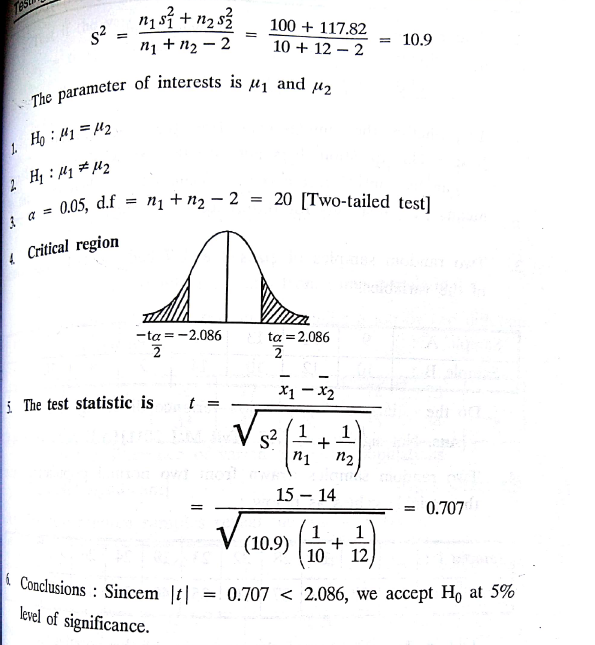 S² = (n₁ s₁² + n₂ s₂²) / (n₁ + n₂ − 2) = (100 + 117.82) / (10 + 12 − 2) = 10.9
The parameter of interests is μ₁ and μ₂
1. H₀ : μ₁ = μ₂
2. H₁ : μ₁ ≠ μ₂
3. α = 0.05, d.f = n₁ + n₂ − 2 = 20 [Two-tailed test]
4. Critical region
−tα/2 = −2.086 tα/2 = 2.086
5. The test statistic is t = (x̄₁ − x̄₂) / √(S² (1/n₁ + 1/n₂))
= (15 − 14) / √((10.9) (1/10 + 1/12)) = 0.707
6. Conclusions : Sincem |t| = 0.707 < 2.086, we accept H₀ at 5%
level of significance.